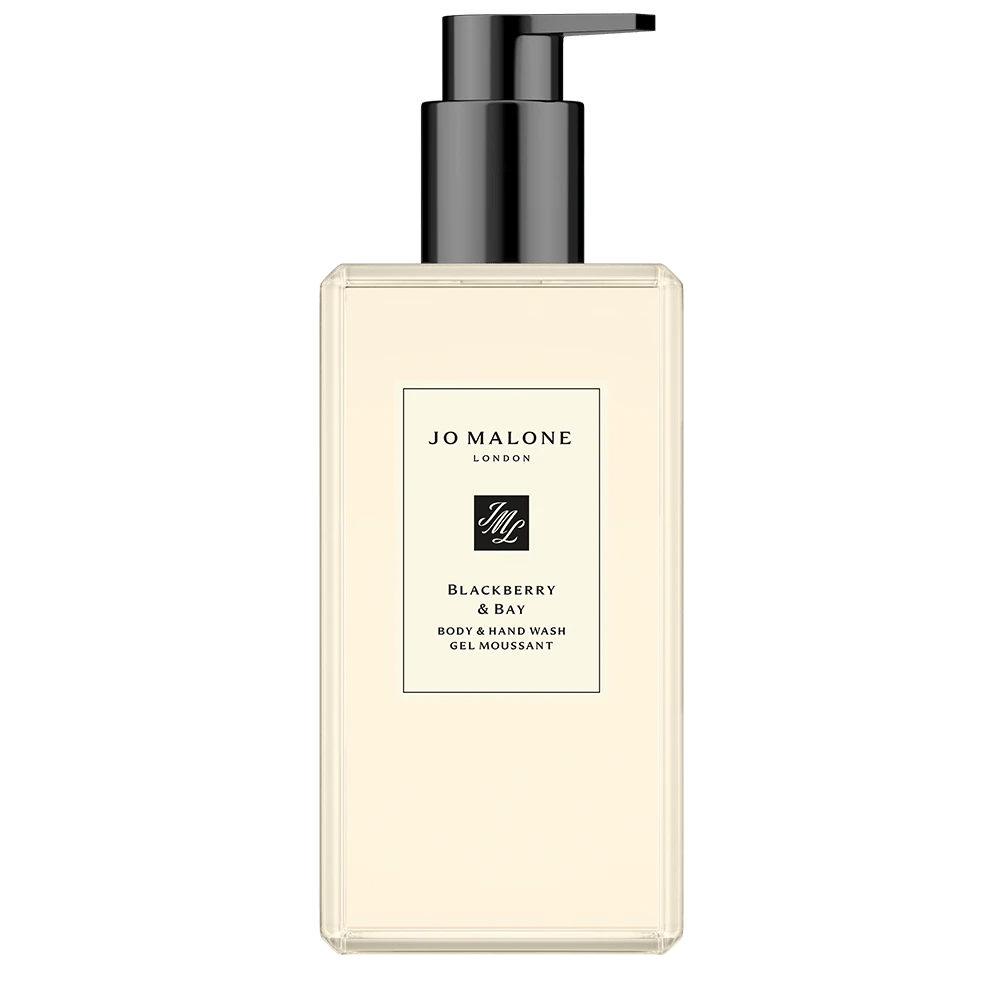 JO MALONE
LONDON
JML
BLACKBERRY
& BAY
BODY & HAND WASH
GEL MOUSSANT